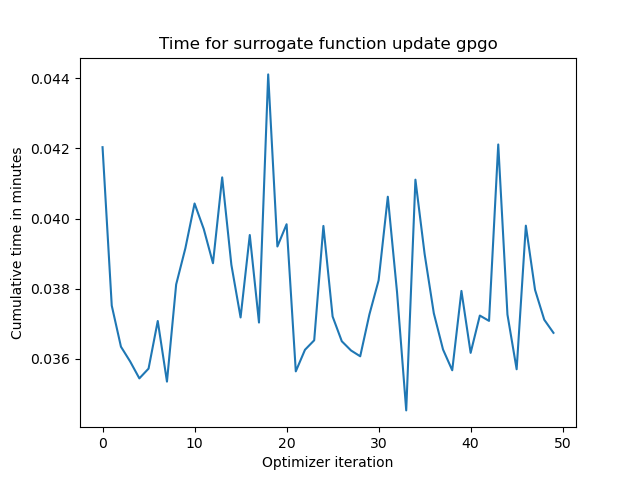 Time for surrogate function update gpgo
Cumulative time in minutes
0.044
0.042
0.040
0.038
0.036
0 10 20 30 40 50
Optimizer iteration